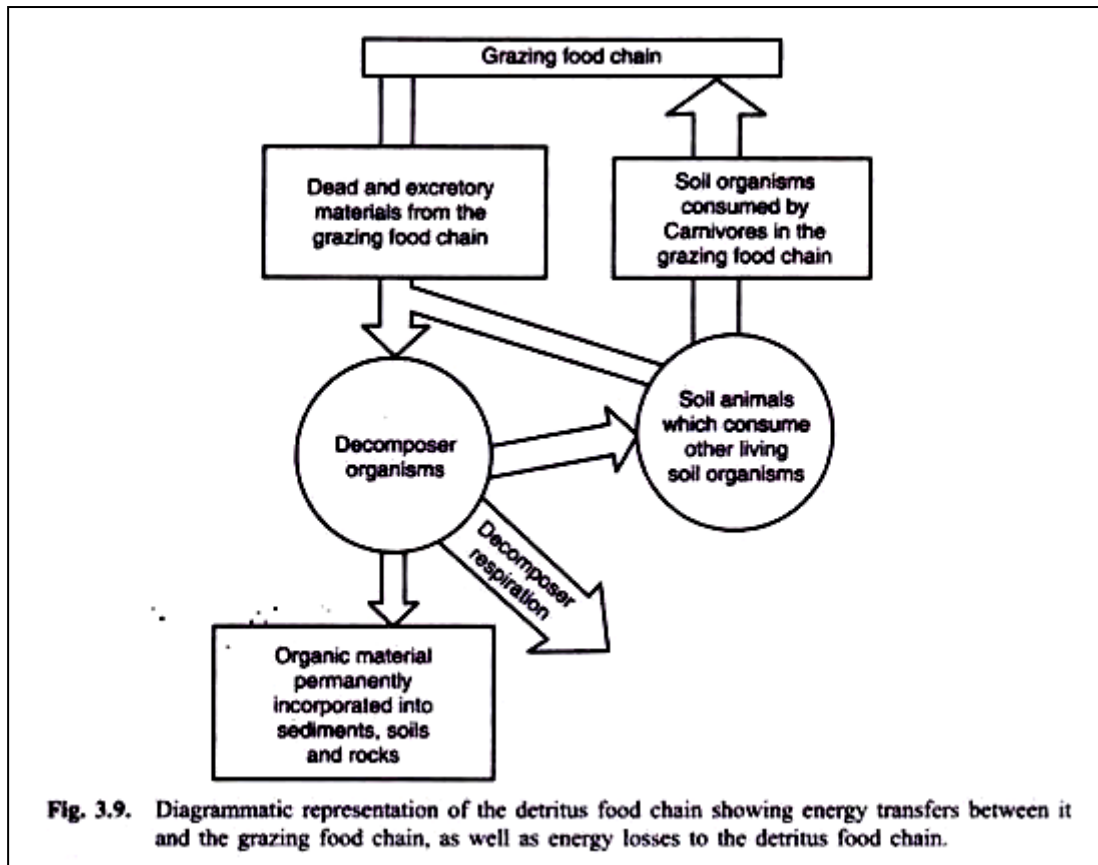 Grazing food chain
Dead and excretory
materials from the
grazing food chain
Soil organisms
consumed by
Carnivores in the
grazing food chain
Decomposer
organisms
Soil animals
which consume
other living
soil organisms
Decomposer
respiration
Organic material
permanently
incorporated into
sediments, soils
and rocks
Fig. 3.9. Diagrammatic representation of the detritus food chain showing energy transfers between it
and the grazing food chain, as well as energy losses to the detritus food chain.